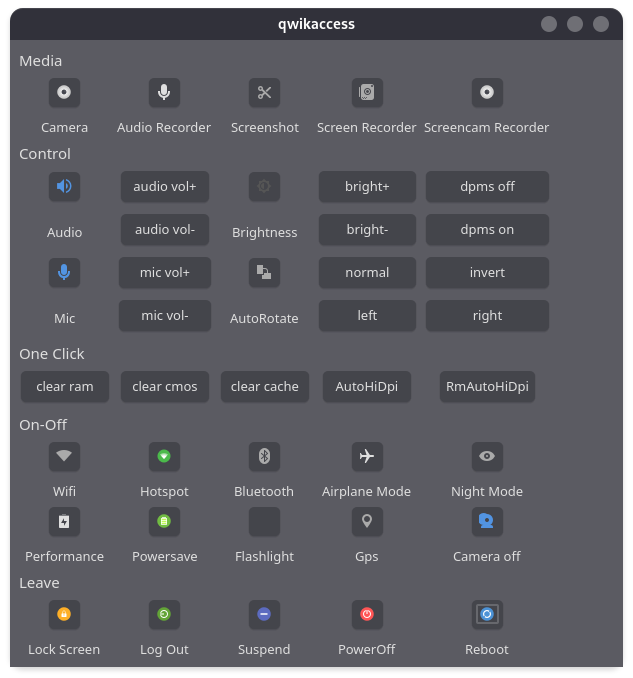 qwikaccess
Media
Camera Audio Recorder Screenshot Screen Recorder Screencam Recorder
Control
audio vol+ bright+ dpms off
Audio audio vol- Brightness bright- dpms on
mic vol+ normal invert
Mic mic vol- AutoRotate left right
One Click
clear ram clear cmos clear cache AutoHiDpi RmAutoHiDpi
On-Off
Wifi Hotspot Bluetooth Airplane Mode Night Mode
Performance Powersave Flashlight Gps Camera off
Leave
Lock Screen Log Out Suspend PowerOff Reboot